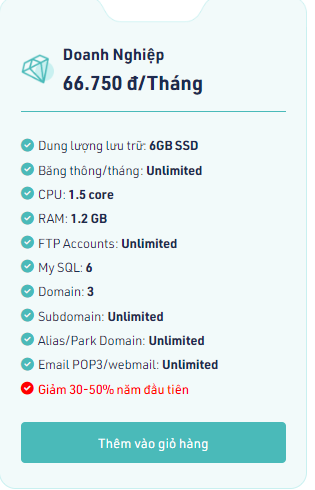 Doanh Nghiệp
66.750 đ/Tháng
Dung lượng lưu trữ: 6GB SSD
Băng thông/tháng: Unlimited
CPU: 1.5 core
RAM: 1.2 GB
FTP Accounts: Unlimited
My SQL: 6
Domain: 3
Subdomain: Unlimited
Alias/Park Domain: Unlimited
Email POP3/webmail: Unlimited
Giảm 30-50% năm đầu tiên
Thêm vào giỏ hàng